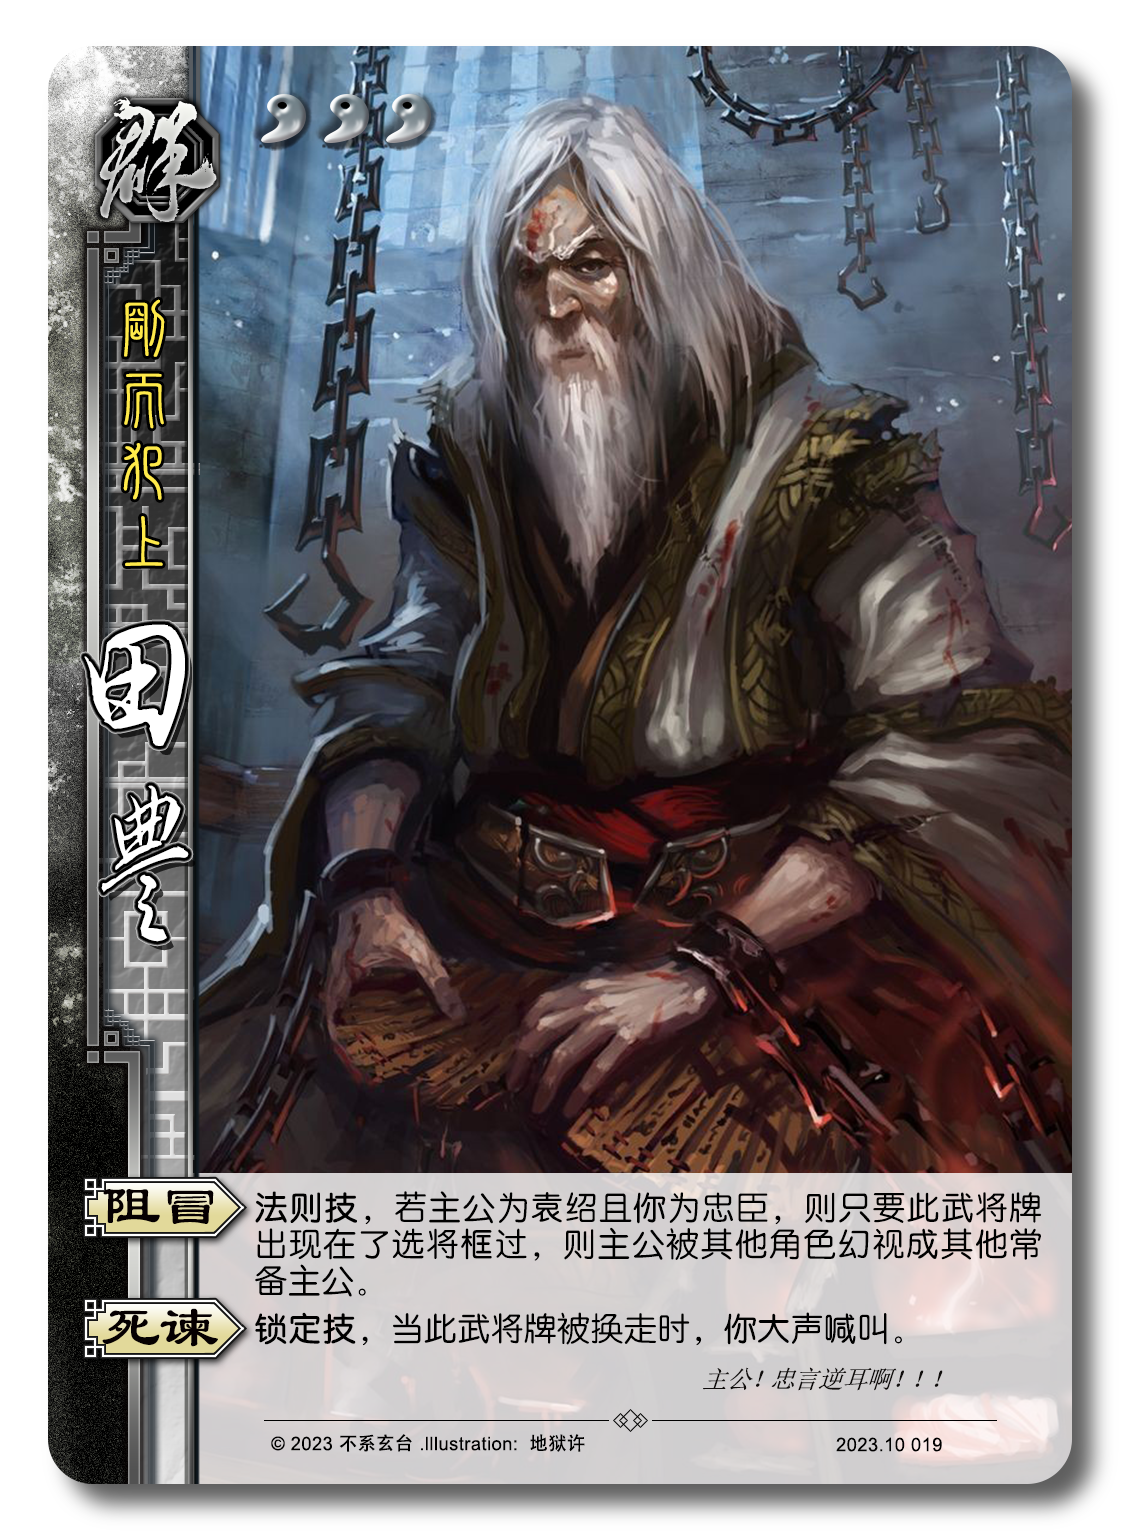 群
剛而犯上
田豐
阻冒
法则技，若主公为袁绍且你为忠臣，则只要此武将牌
出现在了选将框过，则主公被其他角色幻视成其他常
备主公。
死谏
锁定技，当此武将牌被换走时，你大声喊叫。
主公！忠言逆耳啊！！！
© 2023 不系玄台 .Illustration: 地狱许
2023.10 019